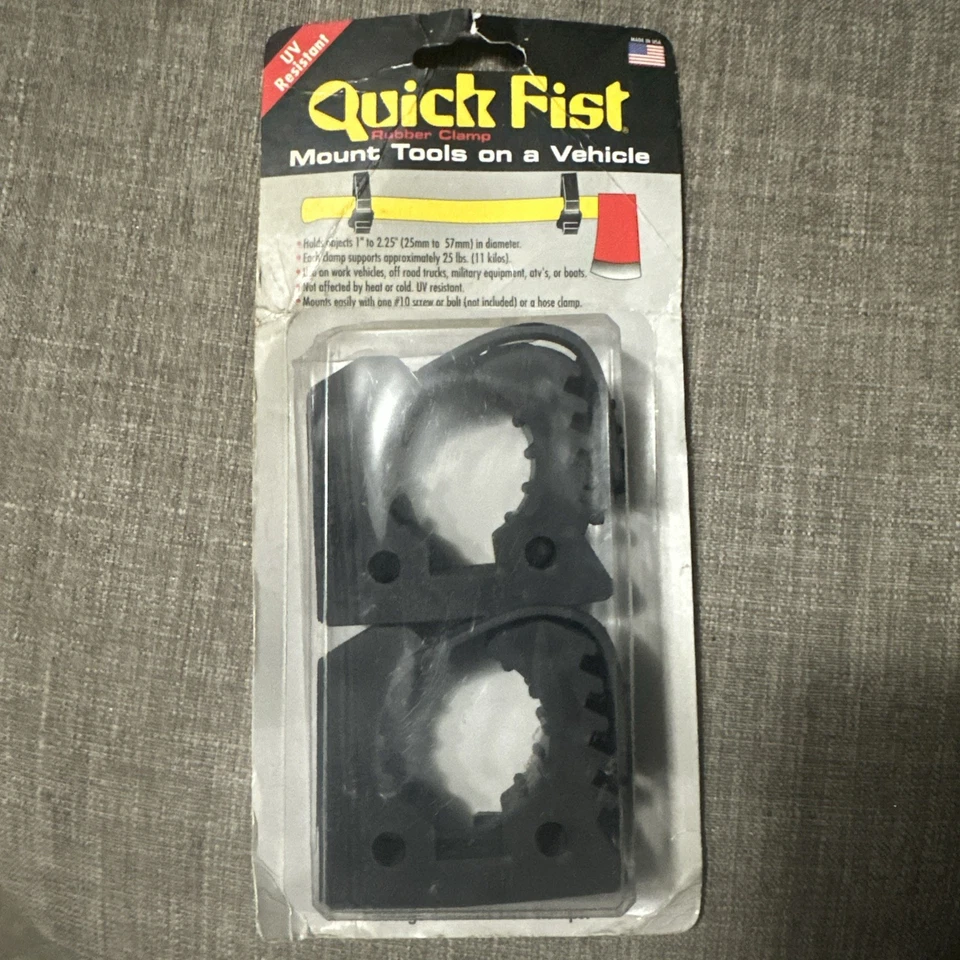 UV
Resistant
MADE IN USA
Quick Fist®
Rubber Clamp
Mount Tools on a Vehicle
• Holds objects 1" to 2.25" (25mm to 57mm) in diameter.
• Each clamp supports approximately 25 lbs. (11 kilos).
• Use on work vehicles, off road trucks, military equipment, atv's, or boats.
• Not affected by heat or cold. UV resistant.
• Mounts easily with one #10 screw or bolt (not included) or a hose clamp.